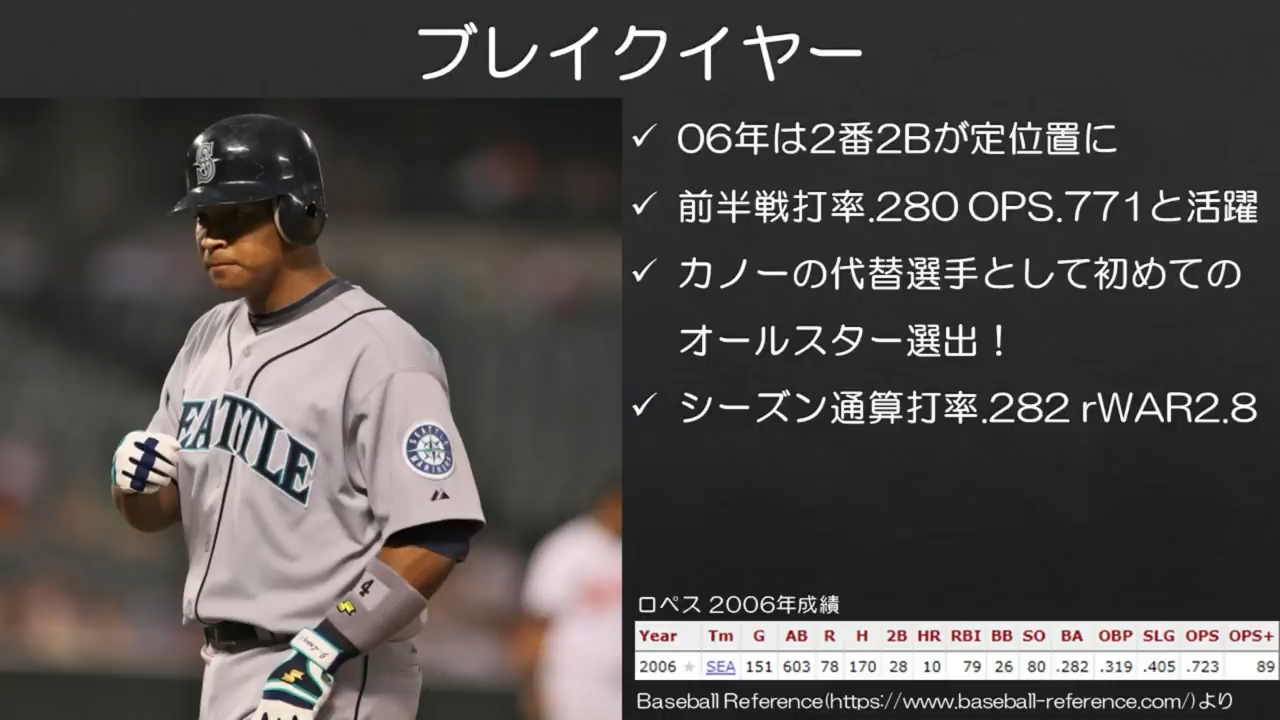 ブレイクイヤー
✓ 06年は2番2Bが定位置に
✓ 前半戦打率.280 OPS.771と活躍
✓ カノーの代替選手として初めての
オールスター選出！
✓ シーズン通算打率.282 rWAR2.8
SEATTLE
SEATTLE MARINERS
4
ロペス 2006年成績
Year Tm G AB R H 2B HR RBI BB SO BA OBP SLG OPS OPS+
2006 ★ SEA 151 603 78 170 28 10 79 26 80 .282 .319 .405 .723 89
Baseball Reference(https://www.baseball-reference.com/)より